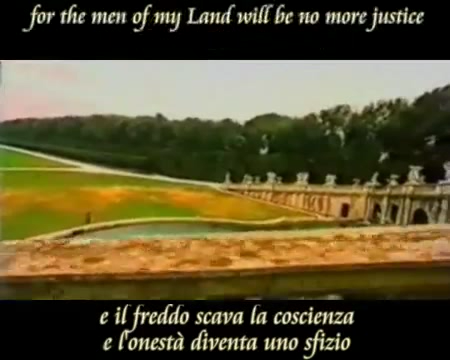 for the men of my Land will be no more justice
e il freddo scava la coscienza
e l'onestà diventa uno sfizio